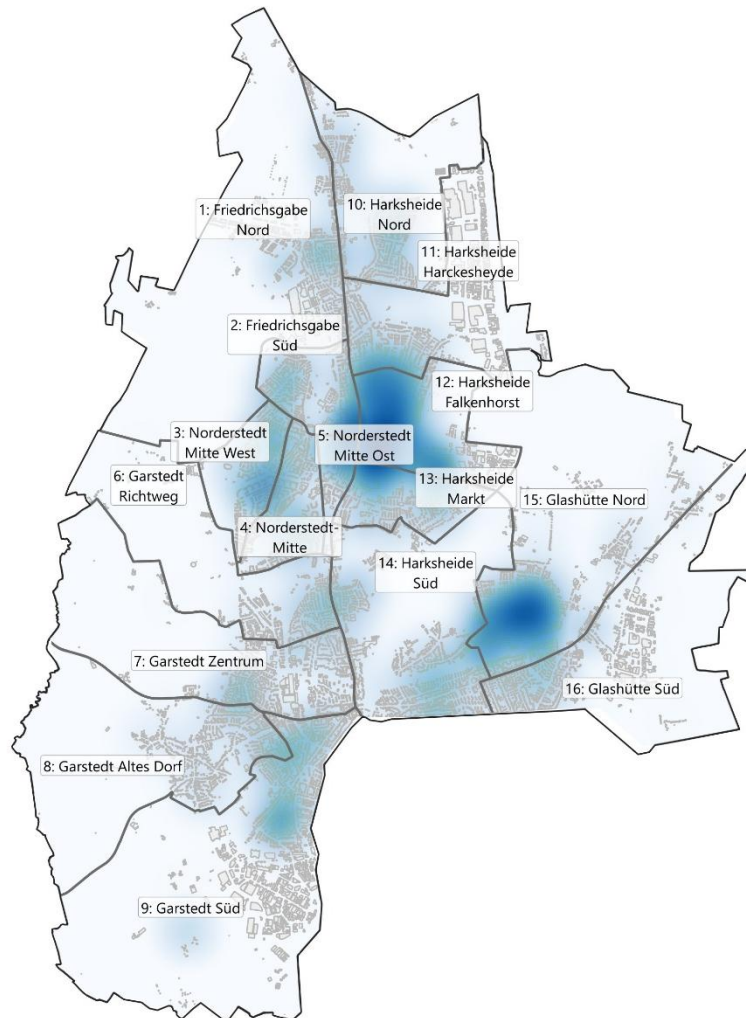 1: Friedrichsgabe
Nord
10: Harksheide
Nord
11: Harksheide
Harckesheyde
2: Friedrichsgabe
Süd
12: Harksheide
Falkenhorst
3: Norderstedt
Mitte West
5: Norderstedt
Mitte Ost
6: Garstedt
Richtweg
13: Harksheide
Markt
15: Glashütte Nord
4: Norderstedt-
Mitte
14: Harksheide
Süd
7: Garstedt Zentrum
16: Glashütte Süd
8: Garstedt Altes Dorf
9: Garstedt Süd